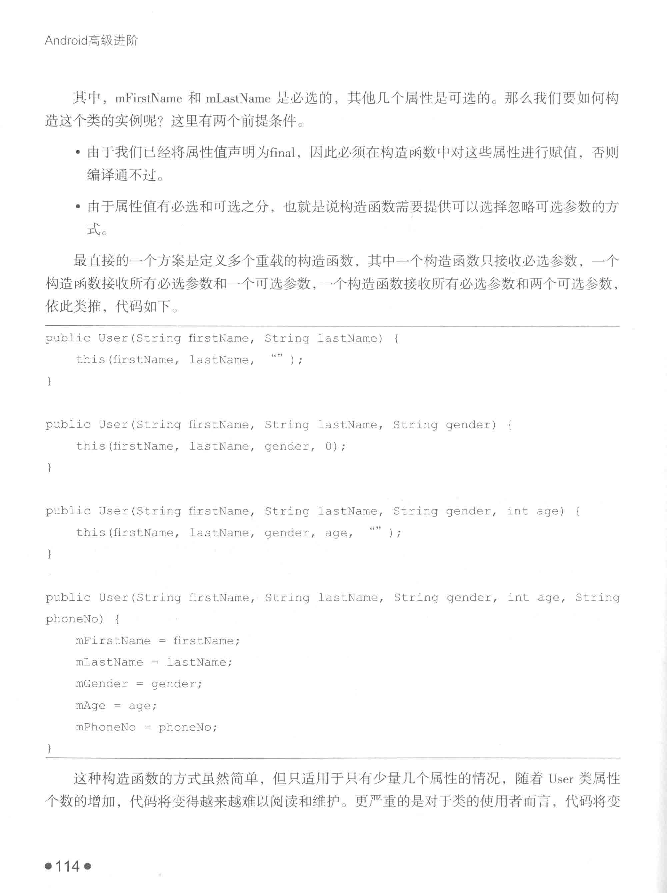 Android高级进阶
其中，mFirstName 和 mLastName 是必选的，其他几个属性是可选的。那么我们要如何构
造这个类的实例呢？这里有两个前提条件。
• 由于我们已经将属性值声明为final，因此必须在构造函数中对这些属性进行赋值，否则
编译通不过。
• 由于属性值有必选和可选之分，也就是说构造函数需要提供可以选择忽略可选参数的方
式。
最直接的一个方案是定义多个重载的构造函数，其中一个构造函数只接收必选参数，一个
构造函数接收所有必选参数和一个可选参数，一个构造函数接收所有必选参数和两个可选参数，
依此类推，代码如下。
public User(String firstName, String lastName) {
this(firstName, lastName, “” );
}
public User(String firstName, String lastName, String gender) {
this(firstName, lastName, gender, 0);
}
public User(String firstName, String lastName, String gender, int age) {
this(firstName, lastName, gender, age, “” );
}
public User(String firstName, String lastName, String gender, int age, String
phoneNo) {
mFirstName = firstName;
mLastName = lastName;
mGender = gender;
mAge = age;
mPhoneNo = phoneNo;
}
这种构造函数的方式虽然简单，但只适用于只有少量几个属性的情况，随着 User 类属性
个数的增加，代码将变得越来越难以阅读和维护。更严重的是对于类的使用者而言，代码将变
●114●